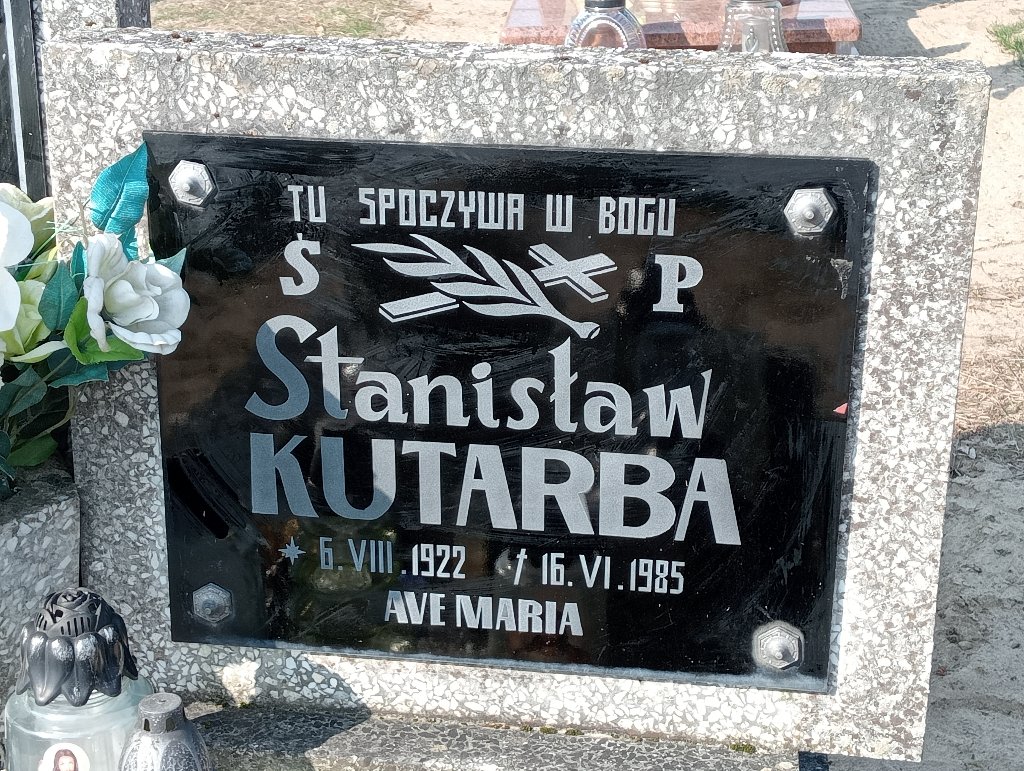 TU SPOCZYWA W BOGU
Ś P
Stanisław
KUTARBA
* 6.VIII.1922 † 16.VI.1985
AVE MARIA